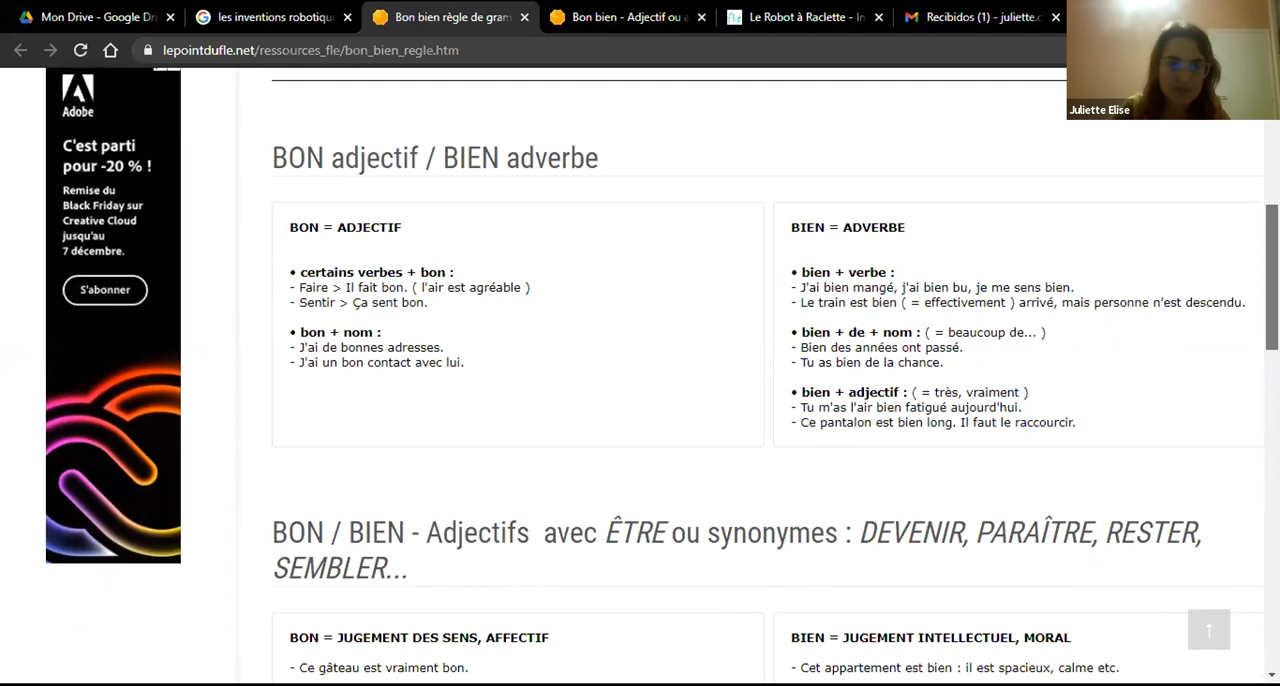 Mon Drive - Google Dri
les inventions robotiqu
Bon bien règle de gram
Bon bien - Adjectif ou a
Le Robot à Raclette - In
Recibidos (1) - juliette.c
lepointdufle.net/ressources_fle/bon_bien_regle.htm
Juliette Elise
Adobe
C'est parti
pour -20 % !
Remise du
Black Friday sur
Creative Cloud
jusqu'au
7 décembre.
S'abonner
BON adjectif / BIEN adverbe
BON = ADJECTIF
• certains verbes + bon :
- Faire > Il fait bon. ( l'air est agréable )
- Sentir > Ça sent bon.
• bon + nom :
- J'ai de bonnes adresses.
- J'ai un bon contact avec lui.
BIEN = ADVERBE
• bien + verbe :
- J'ai bien mangé, j'ai bien bu, je me sens bien.
- Le train est bien ( = effectivement ) arrivé, mais personne n'est descendu.
• bien + de + nom : ( = beaucoup de... )
- Bien des années ont passé.
- Tu as bien de la chance.
• bien + adjectif : ( = très, vraiment )
- Tu m'as l'air bien fatigué aujourd'hui.
- Ce pantalon est bien long. Il faut le raccourcir.
BON / BIEN - Adjectifs avec ÊTRE ou synonymes : DEVENIR, PARAÎTRE, RESTER,
SEMBLER...
BON = JUGEMENT DES SENS, AFFECTIF
- Ce gâteau est vraiment bon.
BIEN = JUGEMENT INTELLECTUEL, MORAL
- Cet appartement est bien : il est spacieux, calme etc.